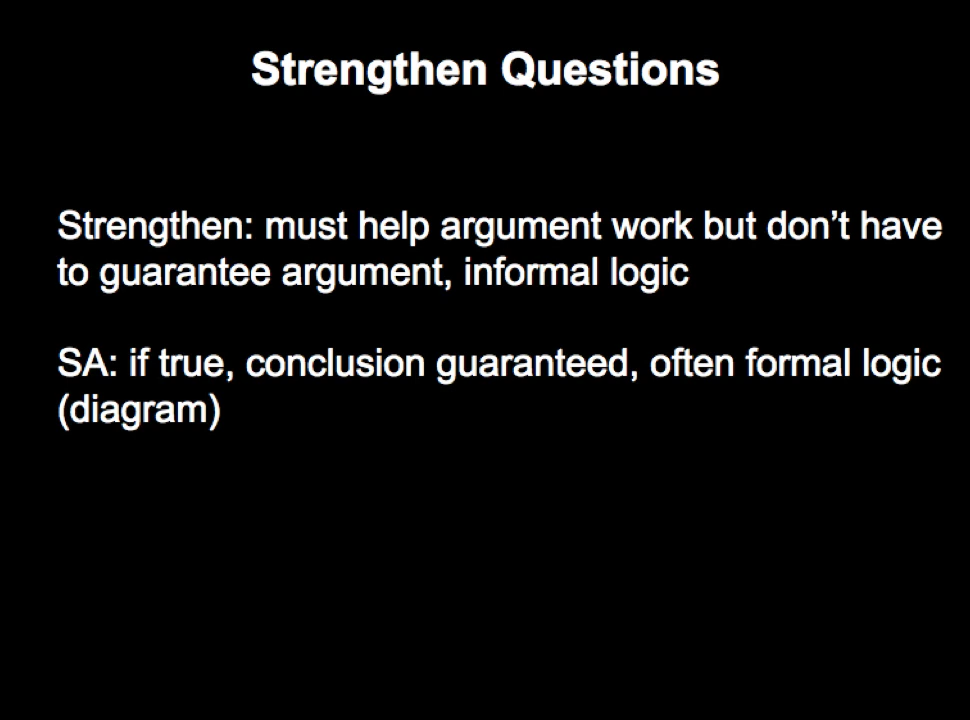 Strengthen Questions
Strengthen: must help argument work but don’t have
to guarantee argument, informal logic
SA: if true, conclusion guaranteed, often formal logic
(diagram)